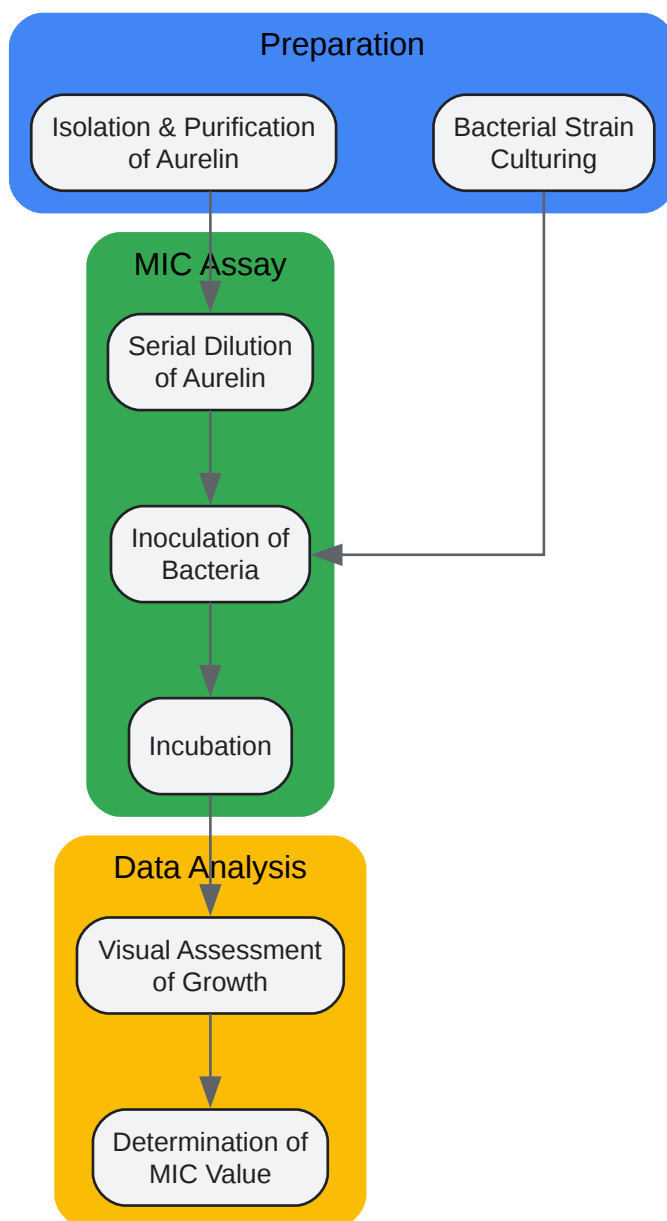 Preparation
Isolation & Purification
of Aurelin
Bacterial Strain
Culturing
MIC Assay
Serial Dilution
of Aurelin
Inoculation of
Bacteria
Incubation
Data Analysis
Visual Assessment
of Growth
Determination of
MIC Value